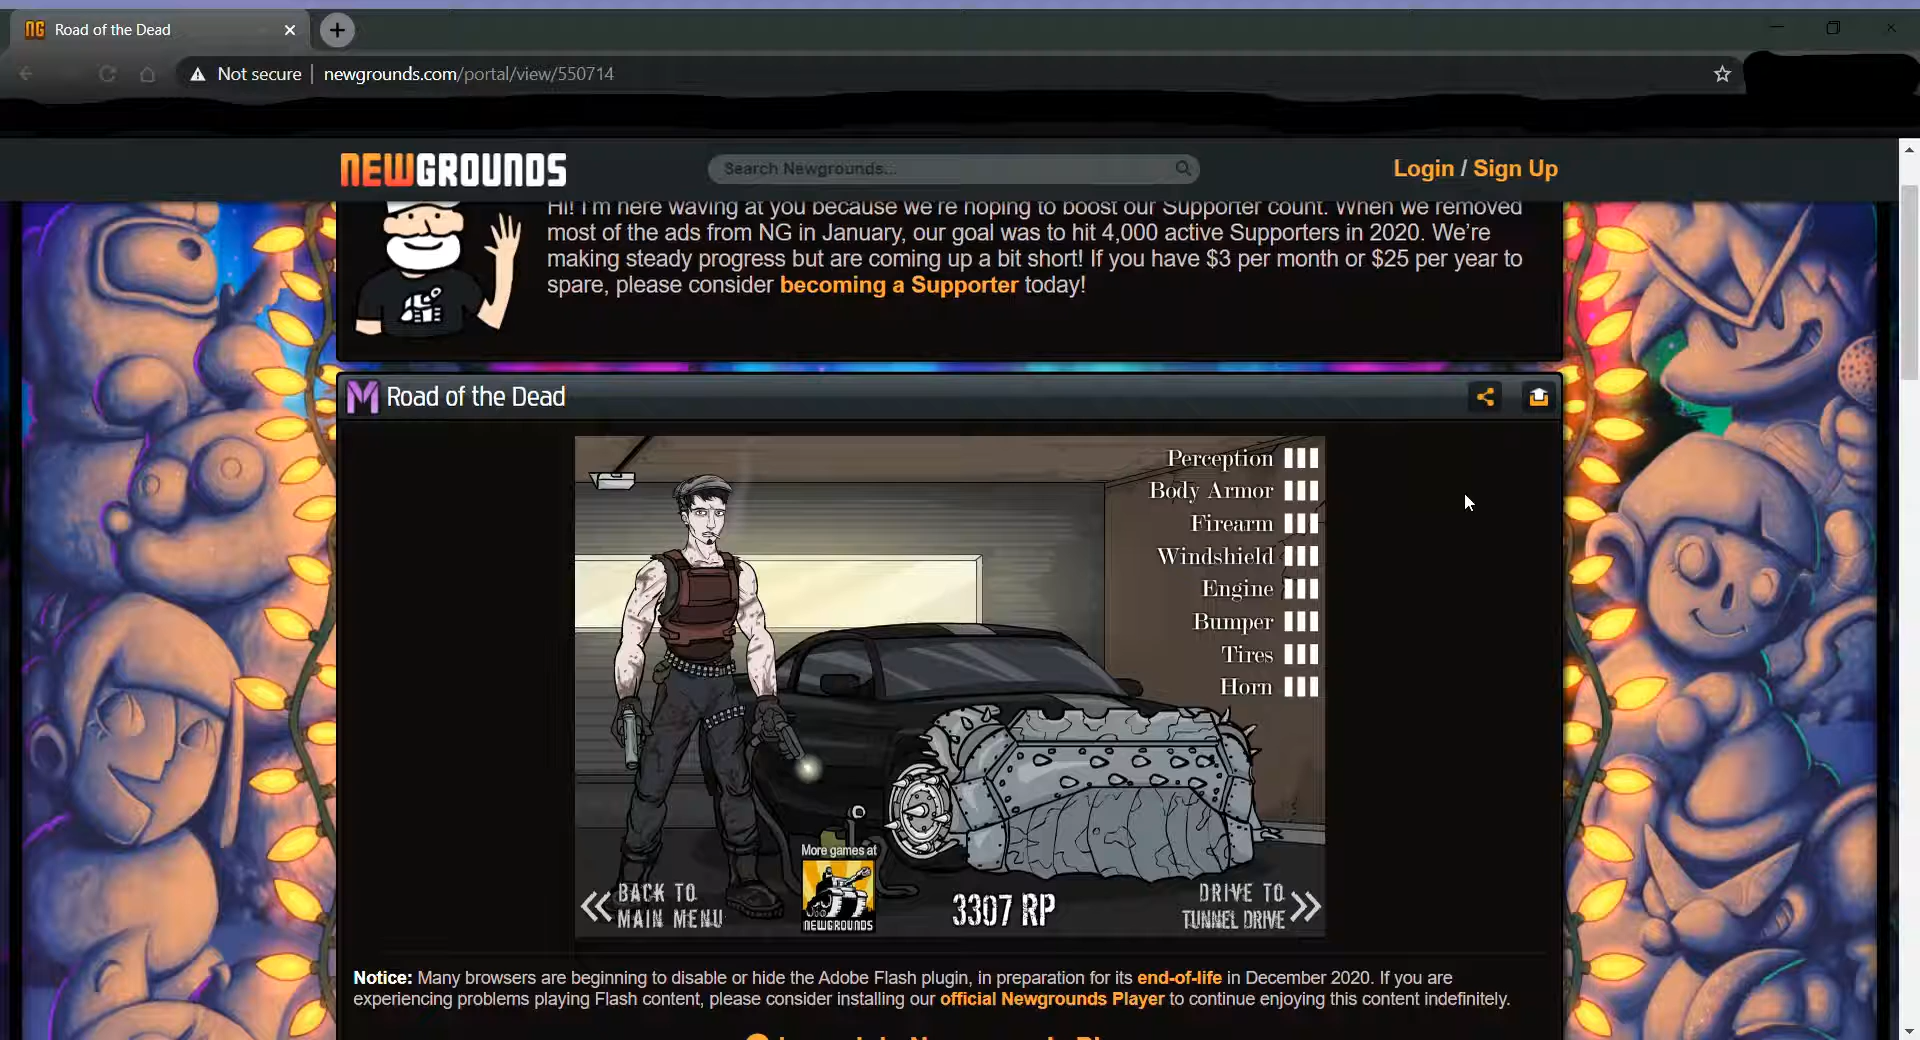 Road of the Dead
Not secure | newgrounds.com/portal/view/550714
NEWGROUNDS
Search Newgrounds...
Login / Sign Up
Hi! I'm here waving at you because we're hoping to boost our Supporter count. When we removed
most of the ads from NG in January, our goal was to hit 4,000 active Supporters in 2020. We're
making steady progress but are coming up a bit short! If you have $3 per month or $25 per year to
spare, please consider becoming a Supporter today!
Road of the Dead
Perception
Body Armor
Firearm
Windshield
Engine
Bumper
Tires
Horn
More games at
NEWGROUNDS
BACK TO
MAIN MENU
3307 RP
DRIVE TO
TUNNEL DRIVE
Notice: Many browsers are beginning to disable or hide the Adobe Flash plugin, in preparation for its end-of-life in December 2020. If you are
experiencing problems playing Flash content, please consider installing our official Newgrounds Player to continue enjoying this content indefinitely.